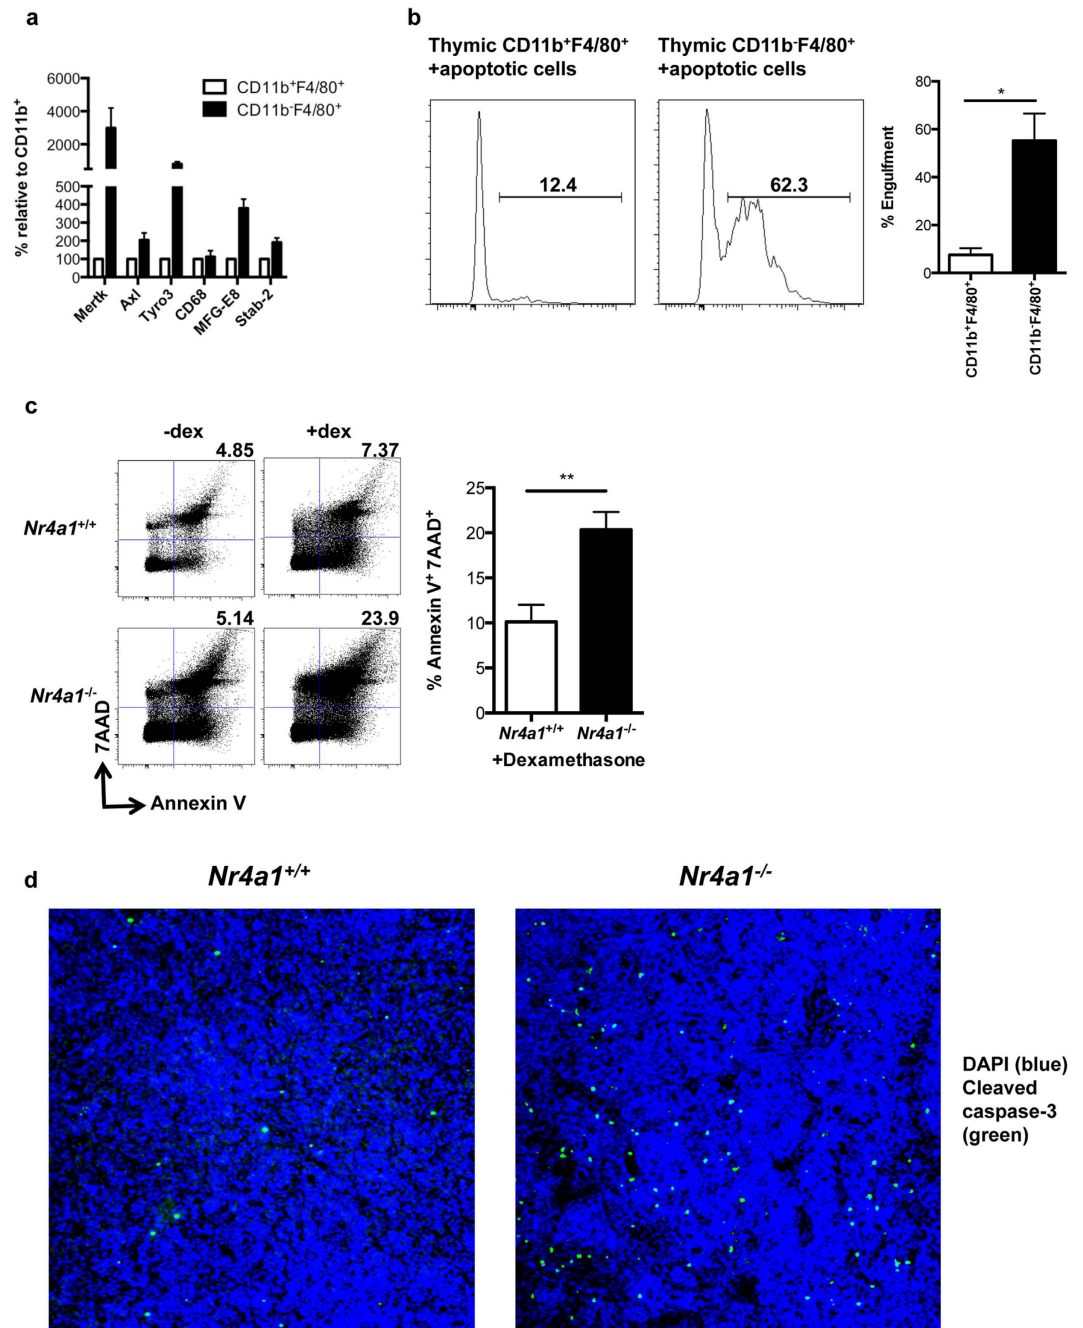 a
6000
4000
2000
500
400
300
200
100
0
% relative to CD11b⁺
CD11b⁺F4/80⁺
CD11b⁻F4/80⁺
Mertk
Axl
Tyro3
CD68
MFG-E8
Stab-2
b
Thymic CD11b⁺F4/80⁺
+apoptotic cells
12.4
Thymic CD11b⁻F4/80⁺
+apoptotic cells
62.3
80
60
40
20
0
% Engulfment
*
CD11b⁺F4/80⁺
CD11b⁻F4/80⁺
c
-dex
+dex
4.85
7.37
Nr4a1⁺/⁺
5.14
23.9
Nr4a1⁻/⁻
7AAD
Annexin V
25
20
15
10
5
0
% Annexin V⁺ 7AAD⁺
**
Nr4a1⁺/⁺
Nr4a1⁻/⁻
+Dexamethasone
d
Nr4a1⁺/⁺
Nr4a1⁻/⁻
DAPI (blue)
Cleaved
caspase-3
(green)